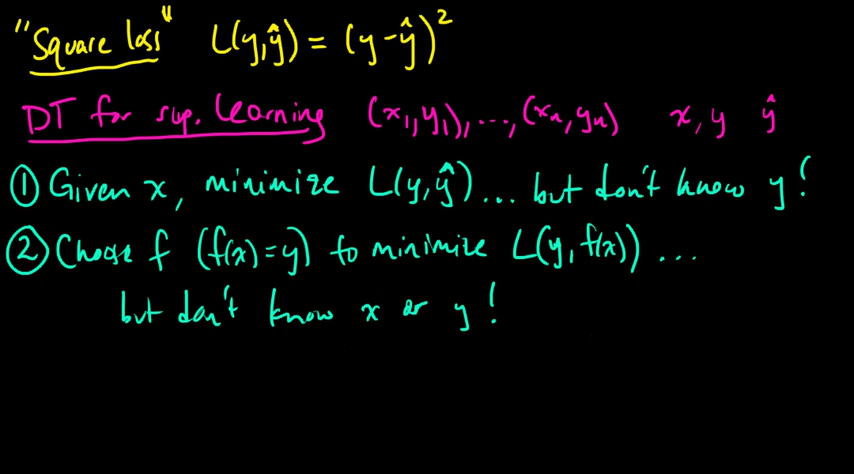 "Square loss" L(y,ŷ) = (y-ŷ)²
DT for sup. learning (x₁,y₁),...,(xₙ,yₙ) x,y ŷ
① Given x, minimize L(y,ŷ)... but don't know y!
② Choose f (f(x)=y) to minimize L(y,f(x))...
but don't know x or y!